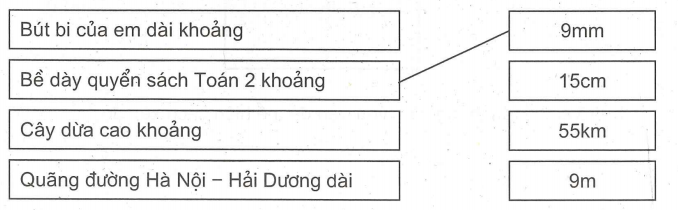 Bút bi của em dài khoảng 9mm
Bề dày quyển sách Toán 2 khoảng 15cm
Cây dừa cao khoảng 55km
Quãng đường Hà Nội – Hải Dương dài 9m